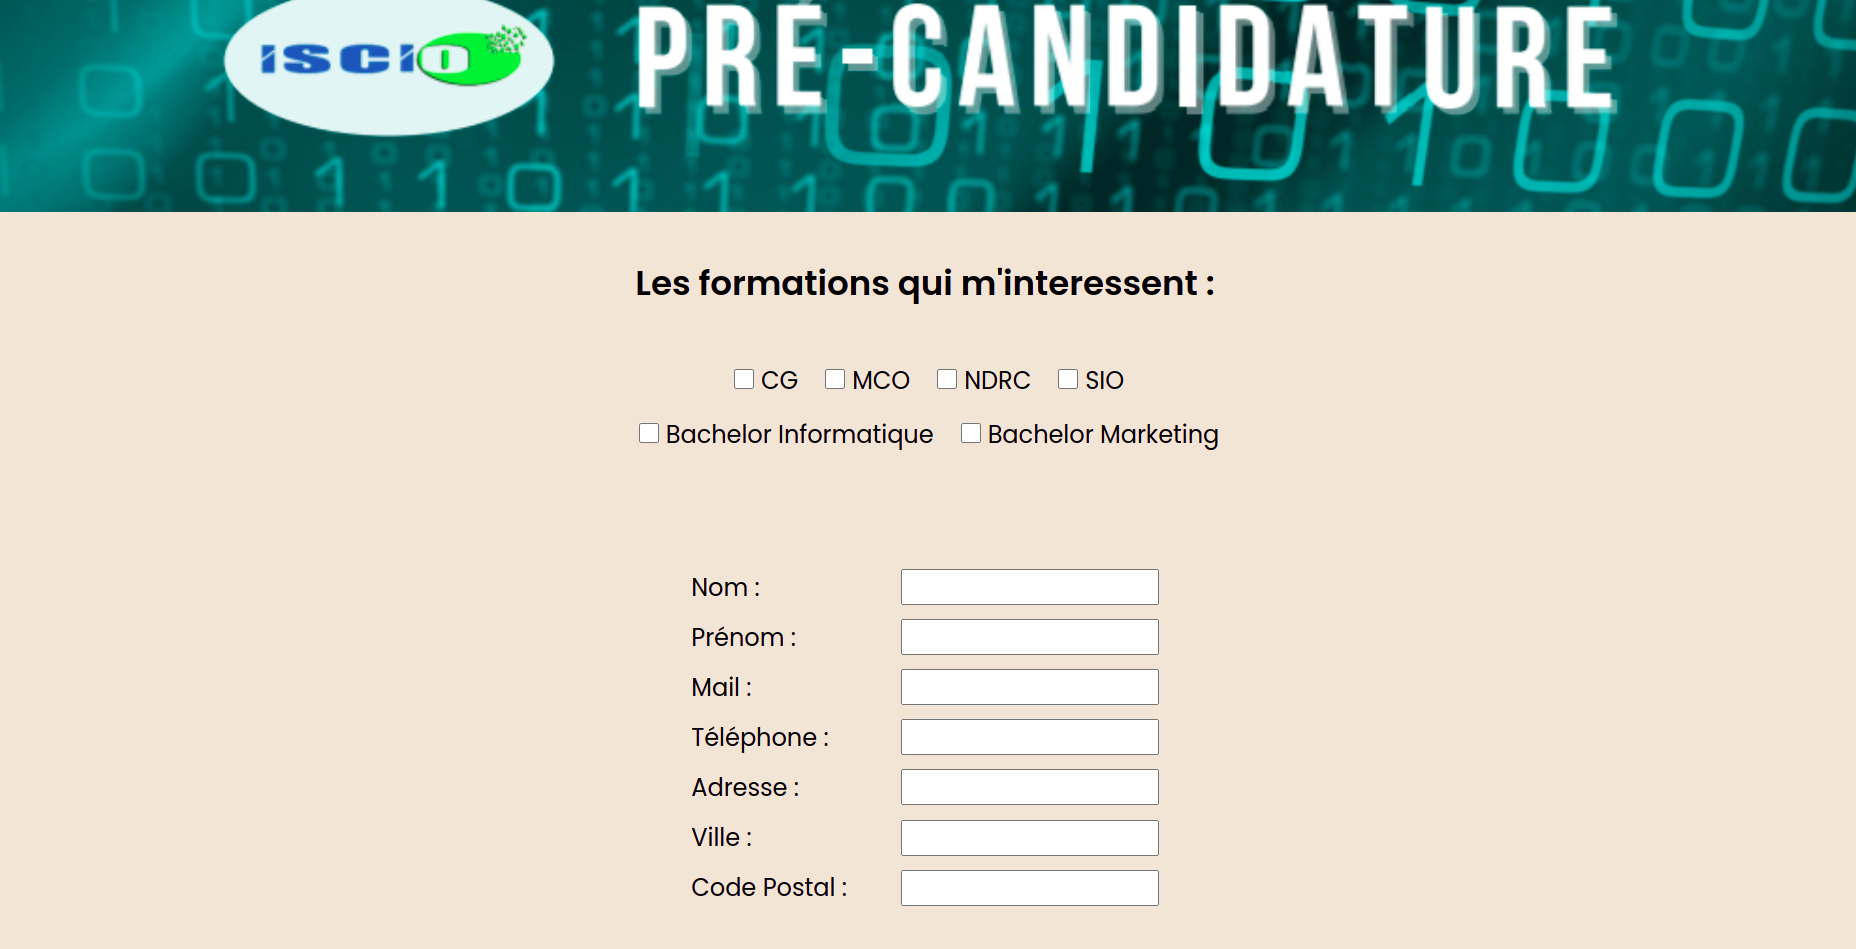 iSCiO
PRÉ-CANDIDATURE
Les formations qui m'interessent :
CG MCO NDRC SIO
Bachelor Informatique Bachelor Marketing
Nom :
Prénom :
Mail :
Téléphone :
Adresse :
Ville :
Code Postal :